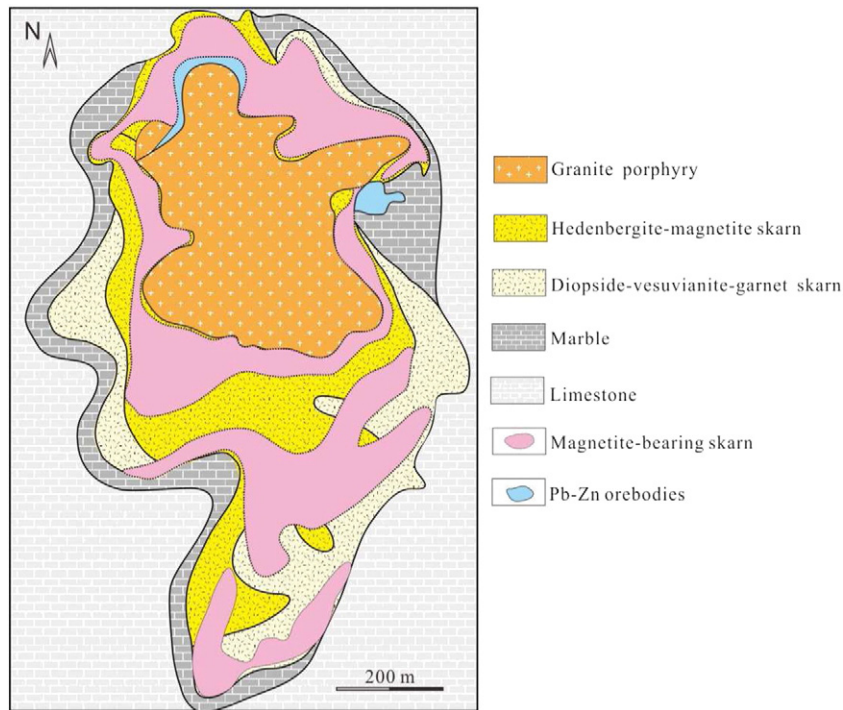 N
Granite porphyry
Hedenbergite-magnetite skarn
Diopside-vesuvianite-garnet skarn
Marble
Limestone
Magnetite-bearing skarn
Pb-Zn orebodies
200 m